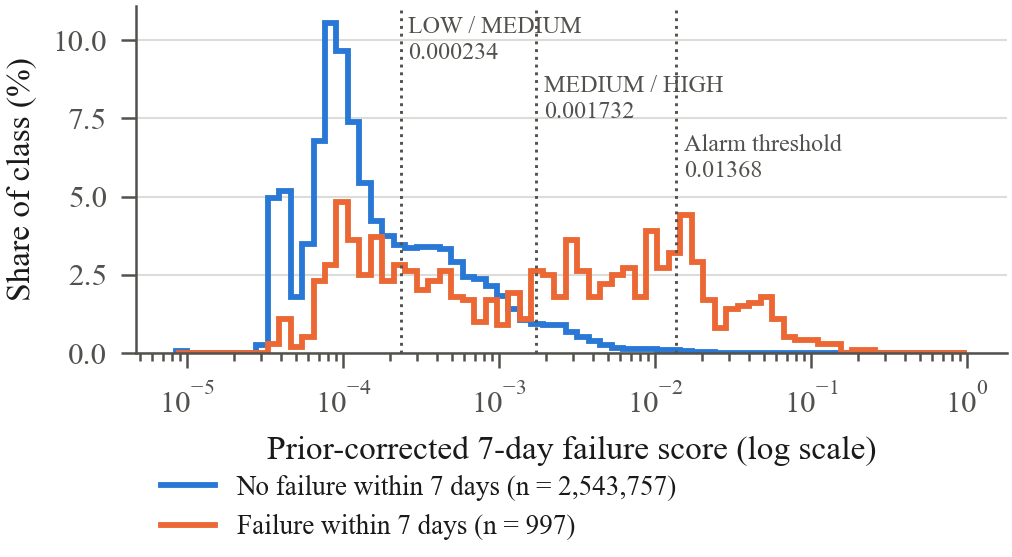 Share of class (%)
10.0
7.5
5.0
2.5
0.0
LOW / MEDIUM
0.000234
MEDIUM / HIGH
0.001732
Alarm threshold
0.01368
10⁻⁵ 10⁻⁴ 10⁻³ 10⁻² 10⁻¹ 10⁰
Prior-corrected 7-day failure score (log scale)
No failure within 7 days (n = 2,543,757)
Failure within 7 days (n = 997)